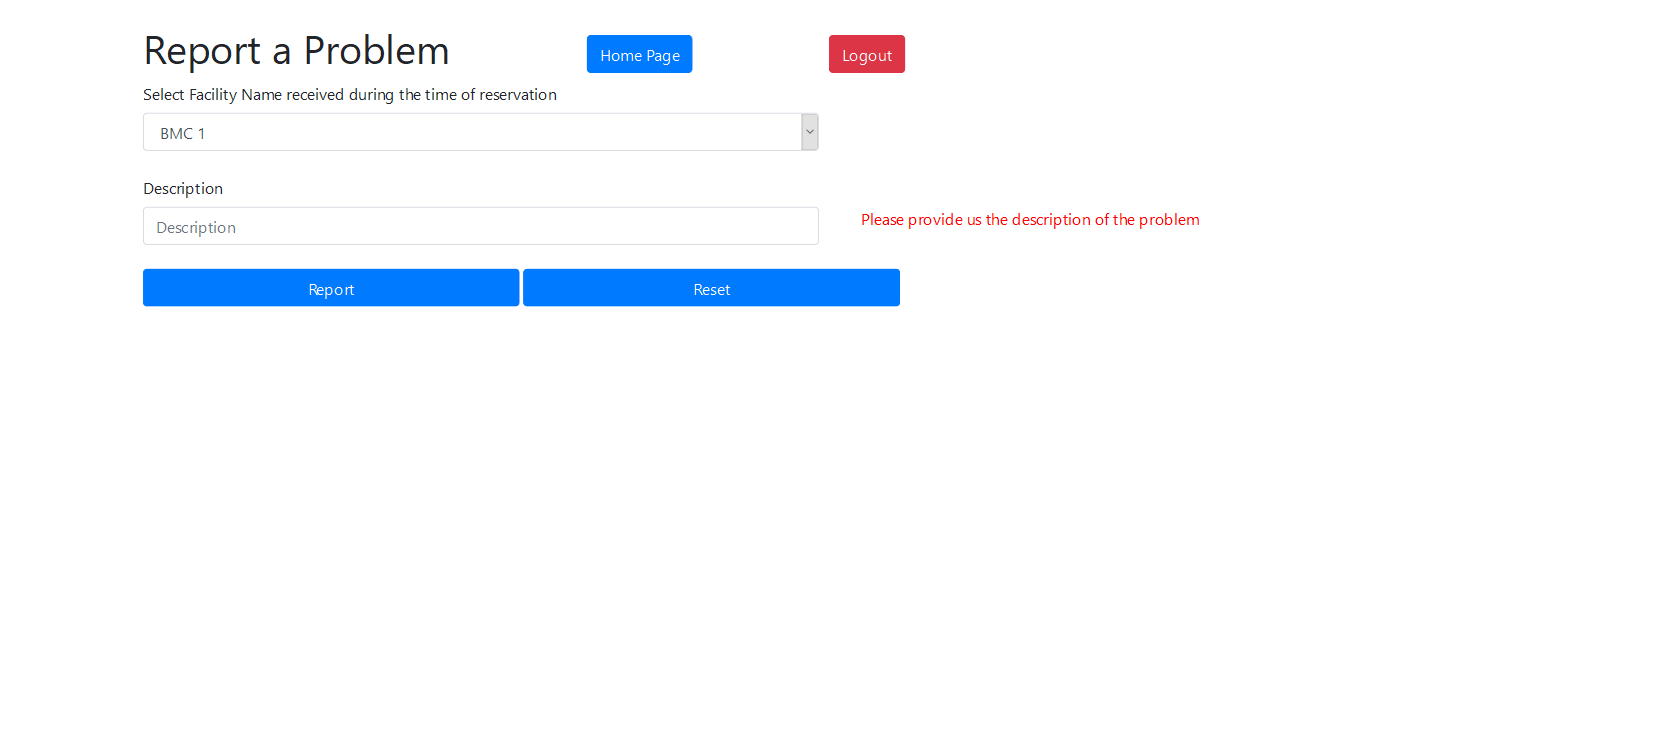 Report a Problem
Home Page
Logout
Select Facility Name received during the time of reservation
BMC 1
Description
Description
Please provide us the description of the problem
Report
Reset